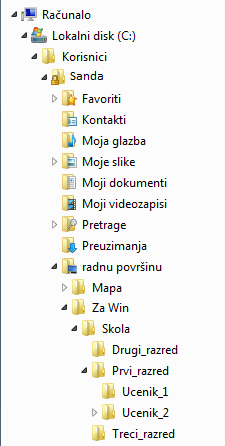 Računalo
Lokalni disk (C:)
Korisnici
Sanda
Favoriti
Kontakti
Moja glazba
Moje slike
Moji dokumenti
Moji videozapisi
Pretrage
Preuzimanja
radnu površinu
Mapa
Za Win
Skola
Drugi_razred
Prvi_razred
Ucenik_1
Ucenik_2
Treci_razred